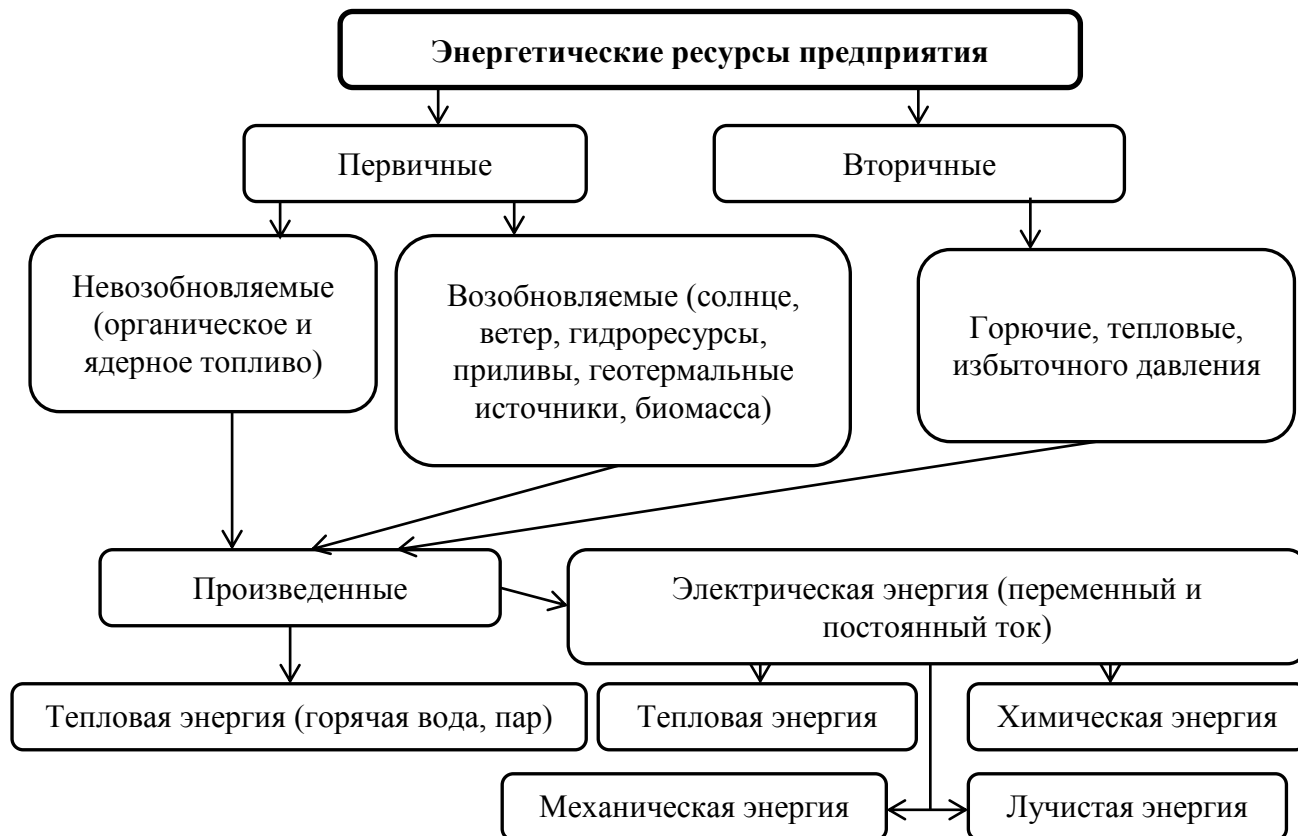 Энергетические ресурсы предприятия
Первичные
Вторичные
Невозобновляемые
(органическое и
ядерное топливо)
Возобновляемые (солнце,
ветер, гидроресурсы,
приливы, геотермальные
источники, биомасса)
Горючие, тепловые,
избыточного давления
Произведенные
Электрическая энергия (переменный и
постоянный ток)
Тепловая энергия (горячая вода, пар)
Тепловая энергия
Химическая энергия
Механическая энергия
Лучистая энергия